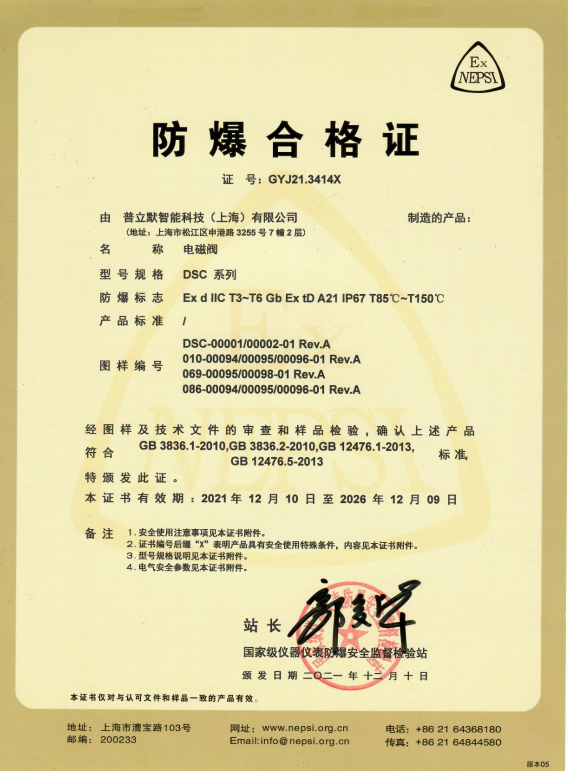 Ex
NEPSI
防爆合格证
证 号：GYJ21.3414X
由 普立默智能科技（上海）有限公司 制造的产品：
（地址：上海市松江区申港路3255号7幢2层）
名 称 电磁阀
型号规格 DSC 系列
防爆标志 Ex d IIC T3~T6 Gb Ex tD A21 IP67 T85℃~T150℃
产品标准 /
图样编号
DSC-00001/00002-01 Rev.A
010-00094/00095/00096-01 Rev.A
069-00095/00098-01 Rev.A
086-00094/00095/00096-01 Rev.A
经图样及技术文件的审查和样品检验，确认上述产品
符合 GB 3836.1-2010,GB 3836.2-2010,GB 12476.1-2013, 标准，
GB 12476.5-2013
特颁发此证。
本证书有效期：2021年 12 月 10 日 至 2026 年 12 月 09 日
备注 1. 安全使用注意事项见本证书附件。
2. 证书编号后缀“X”表明产品具有安全使用特殊条件，内容见本证书附件。
3. 型号规格说明见本证书附件。
4. 电气安全参数见本证书附件。
站长
国家级仪器仪表防爆安全监督检验站
颁发日期 二〇二一 年 十二 月 十 日
本证书仅对与认可文件和样品一致的产品有效。
地址：上海市漕宝路103号 网址：www.nepsi.org.cn 电话：+86 21 64368180
邮编：200233 Email:info@nepsi.org.cn 传真：+86 21 64844580
版本05